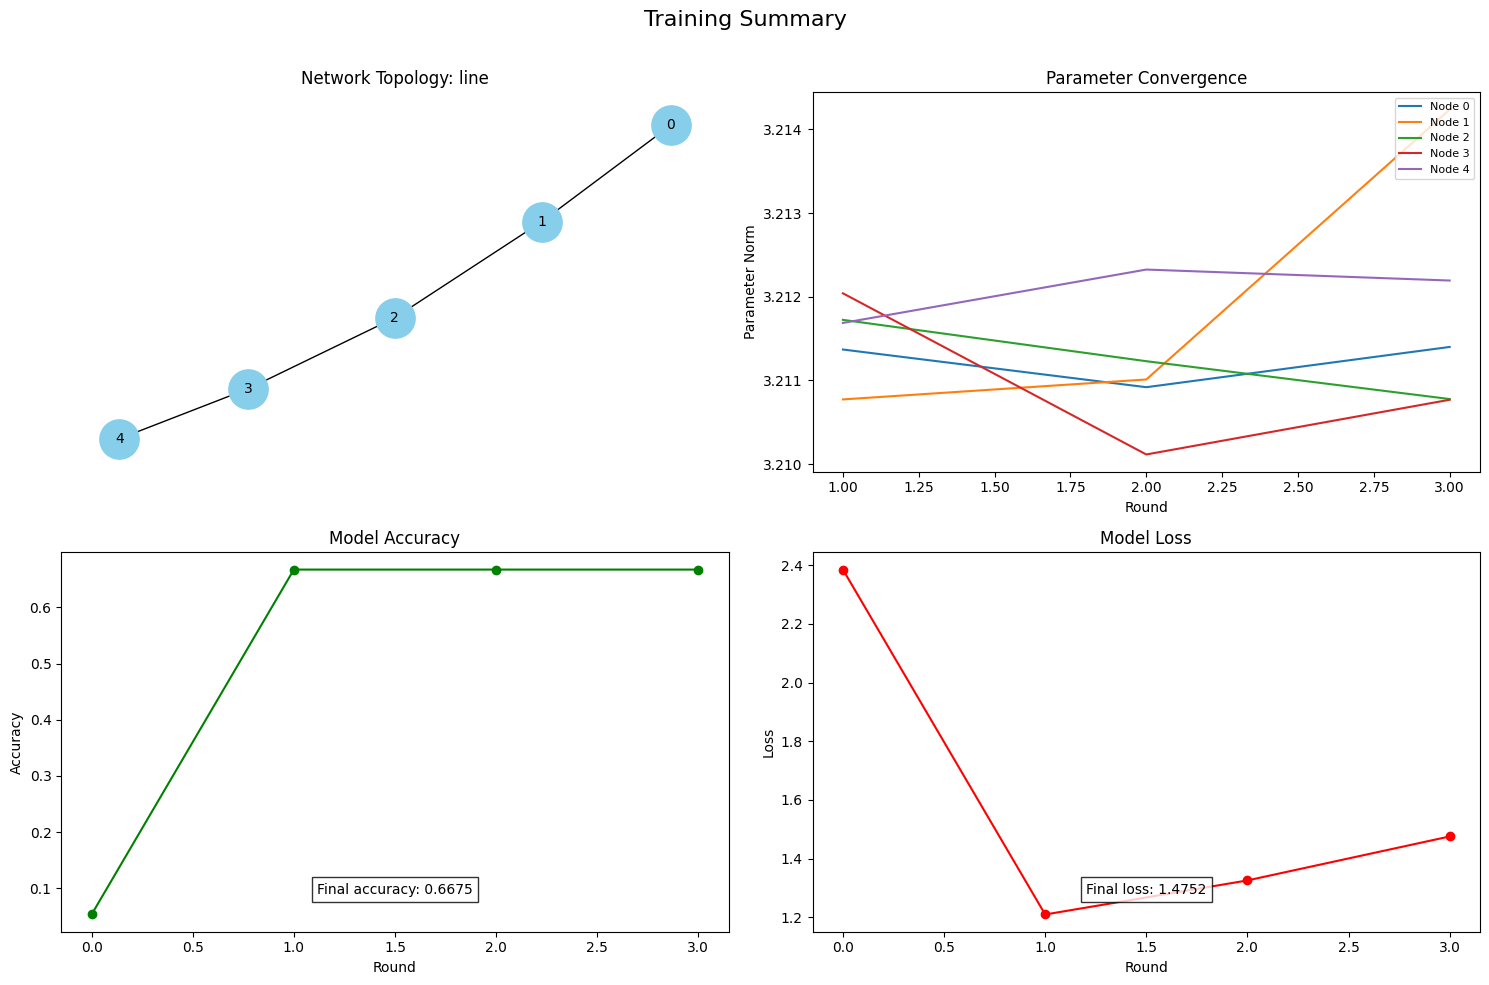 Training Summary
Network Topology: line
0
1
2
3
4
Parameter Convergence
Node 0
Node 1
Node 2
Node 3
Node 4
3.214
3.213
3.212
3.211
3.210
Parameter Norm
1.00 1.25 1.50 1.75 2.00 2.25 2.50 2.75 3.00
Round
Model Accuracy
0.6
0.5
0.4
0.3
0.2
0.1
Accuracy
Final accuracy: 0.6675
0.0 0.5 1.0 1.5 2.0 2.5 3.0
Round
Model Loss
2.4
2.2
2.0
1.8
1.6
1.4
1.2
Loss
Final loss: 1.4752
0.0 0.5 1.0 1.5 2.0 2.5 3.0
Round